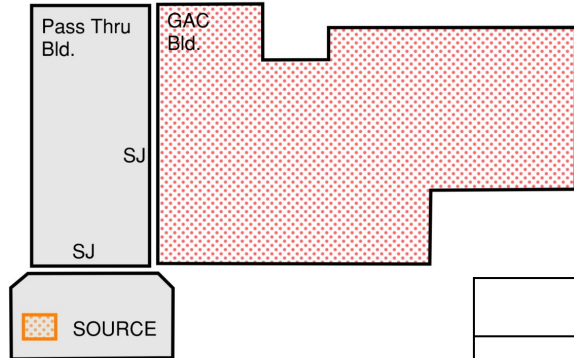 Pass Thru
Bld.
GAC
Bld.
SJ
SJ
SOURCE